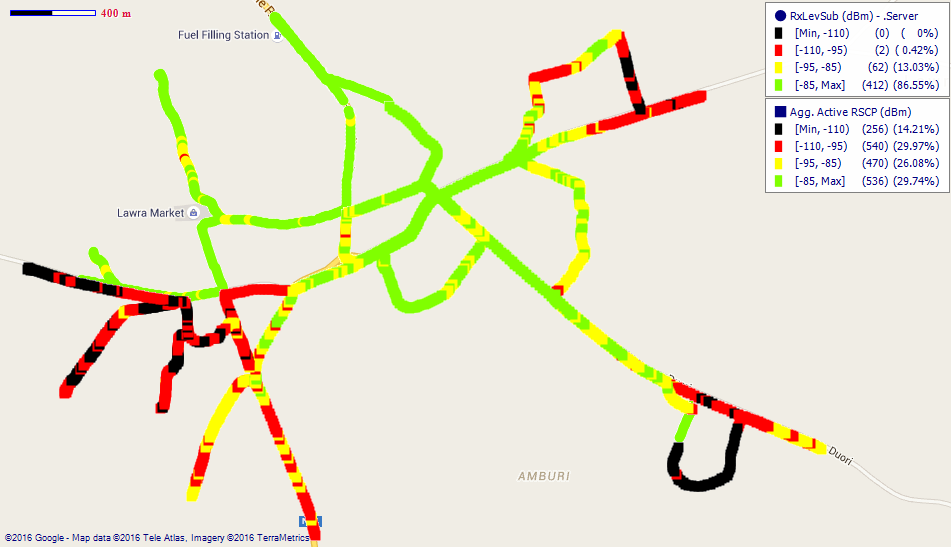 400 m
Fuel Filling Station
Lawra Market
RxLevSub (dBm) - .Server
[Min, -110) (0) ( 0%)
[-110, -95) (2) ( 0.42%)
[-95, -85) (62) (13.03%)
[-85, Max] (412) (86.55%)
Agg. Active RSCP (dBm)
[Min, -110) (256) (14.21%)
[-110, -95) (540) (29.97%)
[-95, -85) (470) (26.08%)
[-85, Max] (536) (29.74%)
Duori
AMBURI
©2016 Google - Map data ©2016 Tele Atlas, Imagery ©2016 TerraMetrics